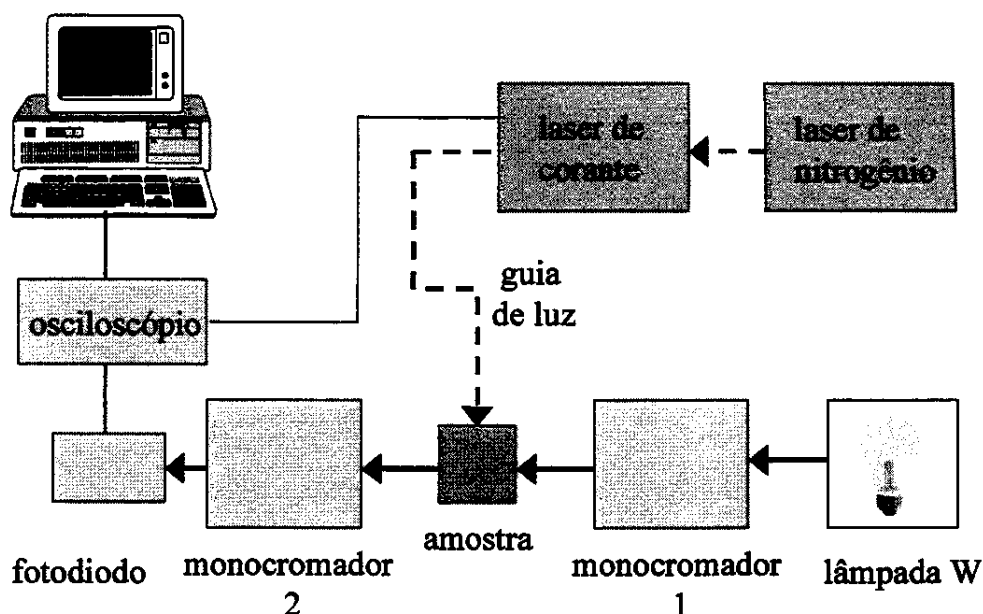 laser de
corante
laser de
nitrogênio
guia
de luz
osciloscópio
amostra
fotodiodo
monocromador
2
monocromador
1
lâmpada W